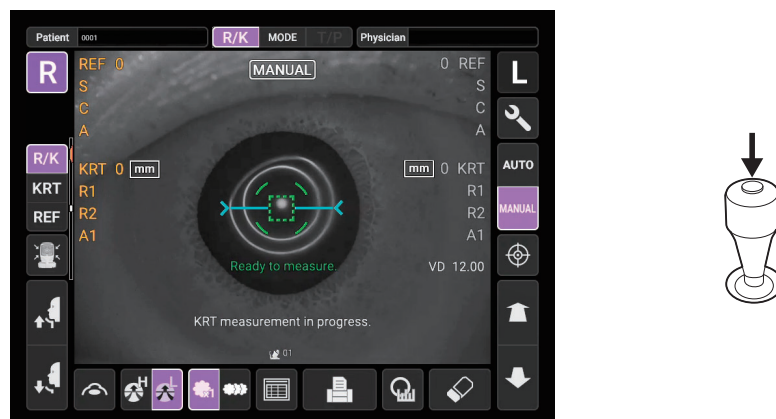 Patient 0001 R/K MODE T/P Physician
R REF 0 MANUAL 0 REF L
S S
C C
A A
R/K KRT 0 mm mm 0 KRT AUTO
KRT R1 R1
REF R2 R2 MANUAL
A1 A1
Ready to measure. VD 12.00
KRT measurement in progress.
01
H L x1